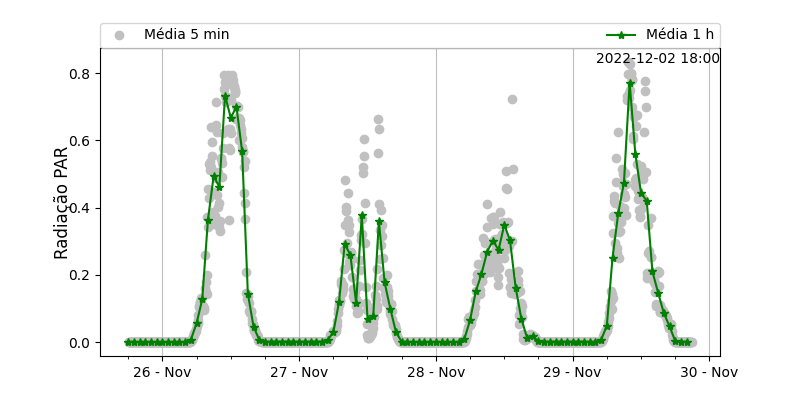 Média 5 min
Média 1 h
2022-12-02 18:00
Radiação PAR
0.8
0.6
0.4
0.2
0.0
26 - Nov
27 - Nov
28 - Nov
29 - Nov
30 - Nov